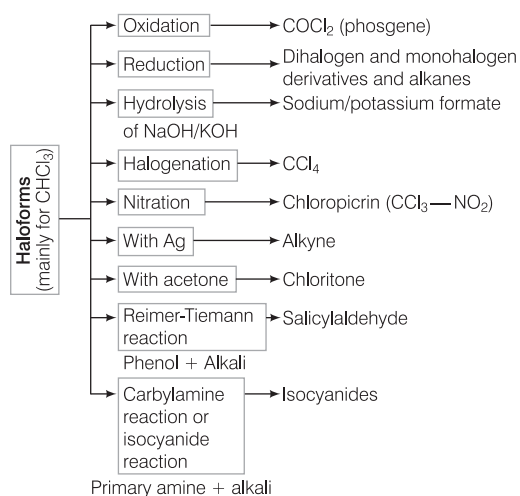 Haloforms
(mainly for CHCl₃)
Oxidation
COCl₂ (phosgene)
Reduction
Dihalogen and monohalogen
derivatives and alkanes
Hydrolysis
of NaOH/KOH
Sodium/potassium formate
Halogenation
CCl₄
Nitration
Chloropicrin (CCl₃—NO₂)
With Ag
Alkyne
With acetone
Chloritone
Reimer-Tiemann
reaction
Phenol + Alkali
Salicylaldehyde
Carbylamine
reaction or
isocyanide
reaction
Primary amine + alkali
Isocyanides